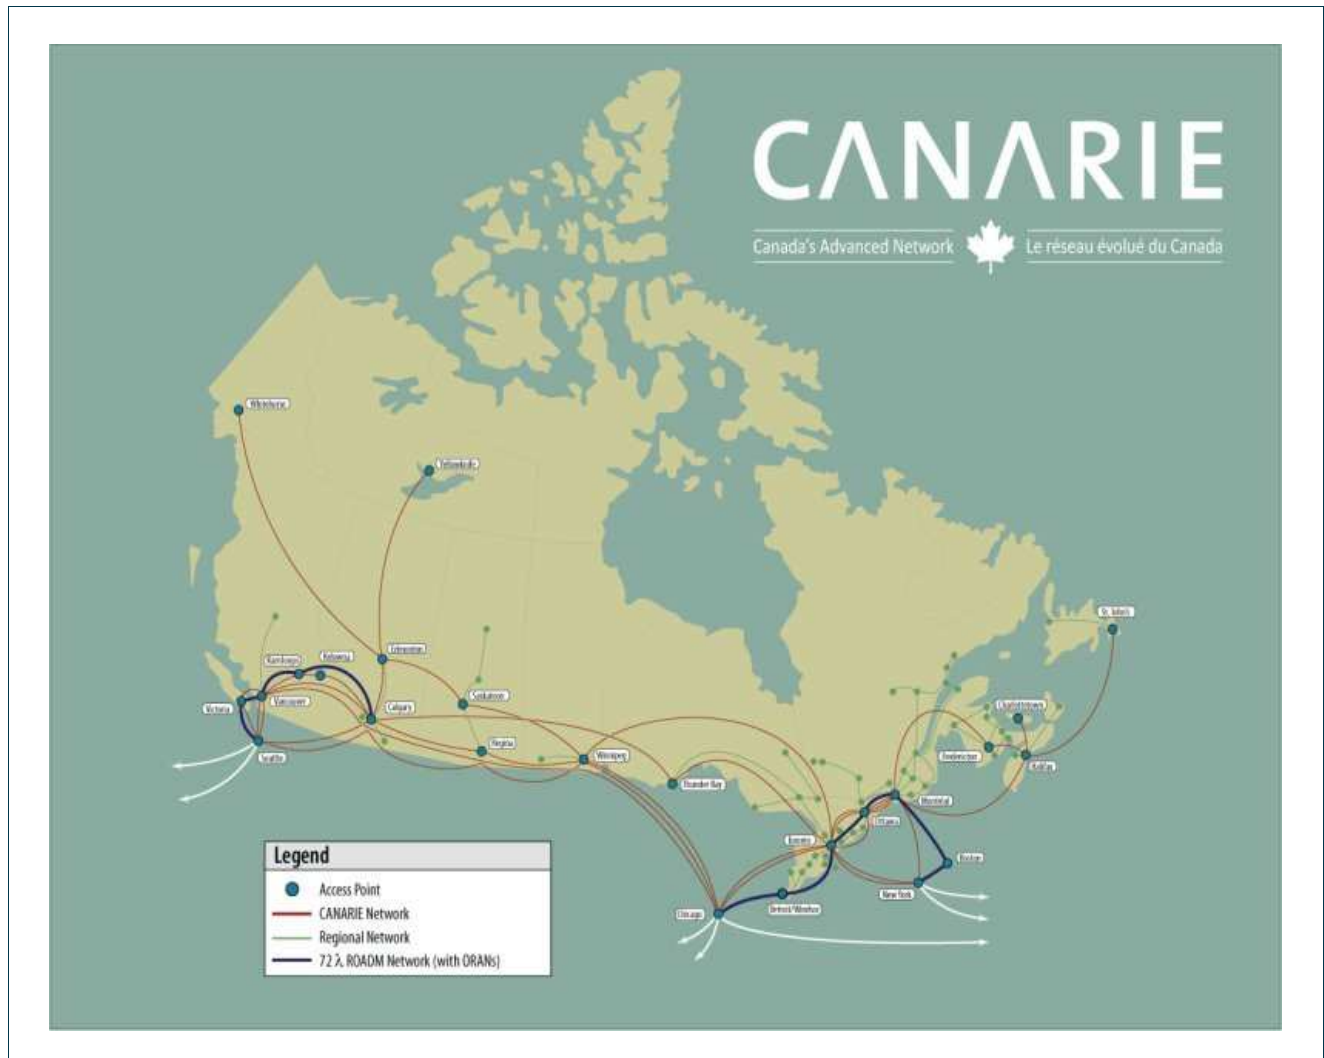 CANARIE
Canada's Advanced Network
Le réseau évolué du Canada
Whitehorse
Yellowknife
St. John's
Edmonton
Kamloops
Kelowna
Saskatoon
Victoria
Vancouver
Calgary
Charlottetown
Seattle
Regina
Winnipeg
Fredericton
Halifax
Thunder Bay
Montréal
Ottawa
Toronto
Boston
New York
Detroit/Windsor
Chicago
Legend
Access Point
CANARIE Network
Regional Network
72 λ ROADM Network (with ORANs)